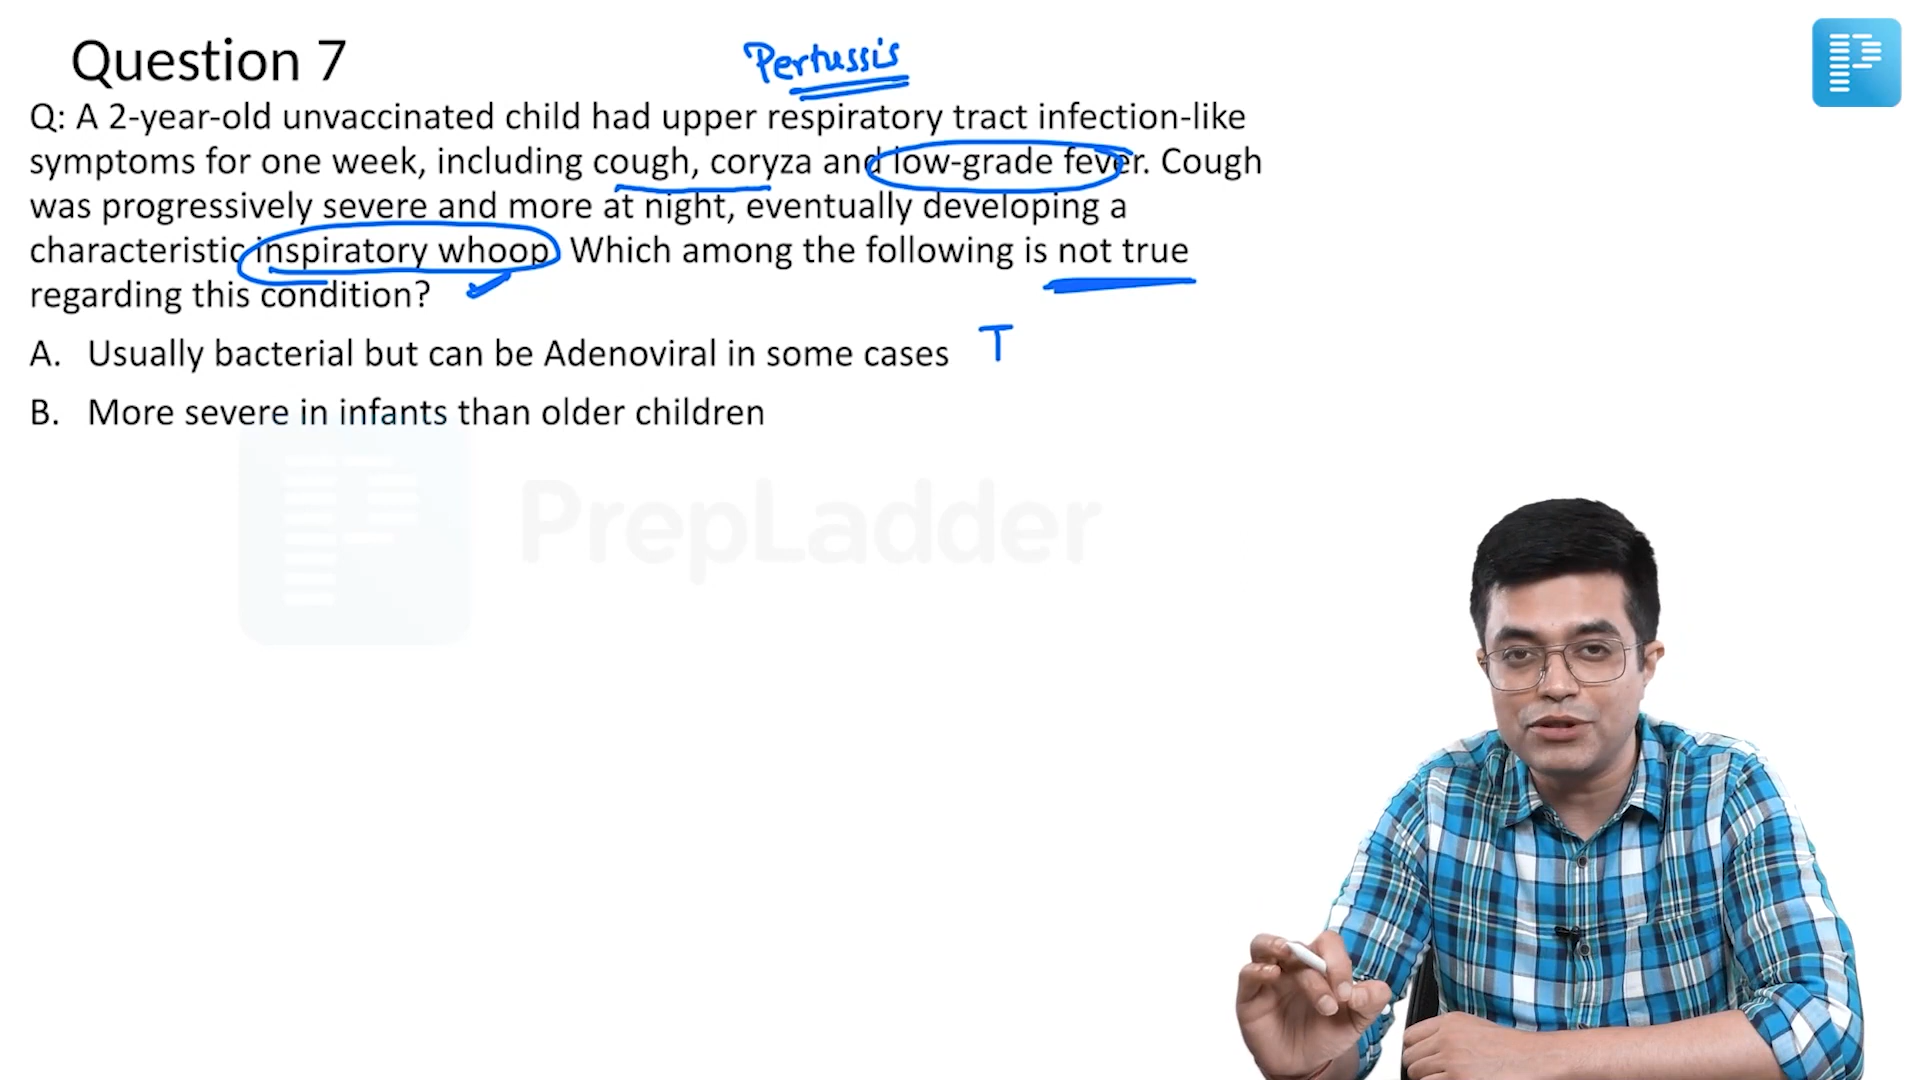 Question 7
Pertussis
Q: A 2-year-old unvaccinated child had upper respiratory tract infection-like
symptoms for one week, including cough, coryza and low-grade fever. Cough
was progressively severe and more at night, eventually developing a
characteristic inspiratory whoop. Which among the following is not true
regarding this condition?
A. Usually bacterial but can be Adenoviral in some cases T
B. More severe in infants than older children
PrepLadder